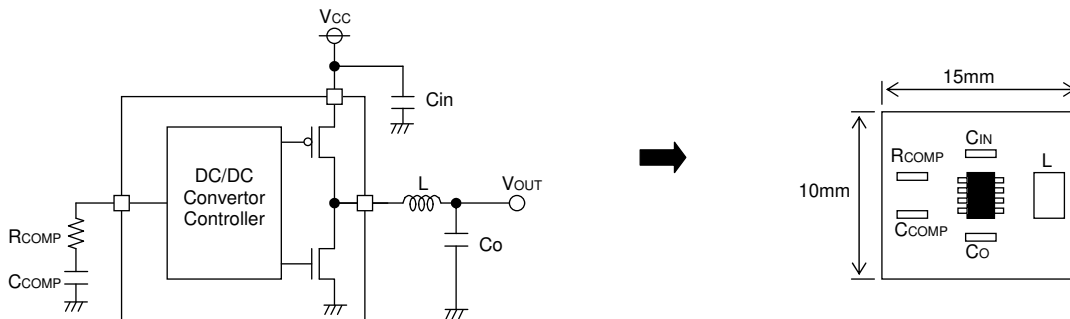 VCC
Cin
DC/DC
Convertor
Controller
L
VOUT
RCOMP
CCOMP
Co
15mm
10mm
CIN
RCOMP
L
CCOMP
CO